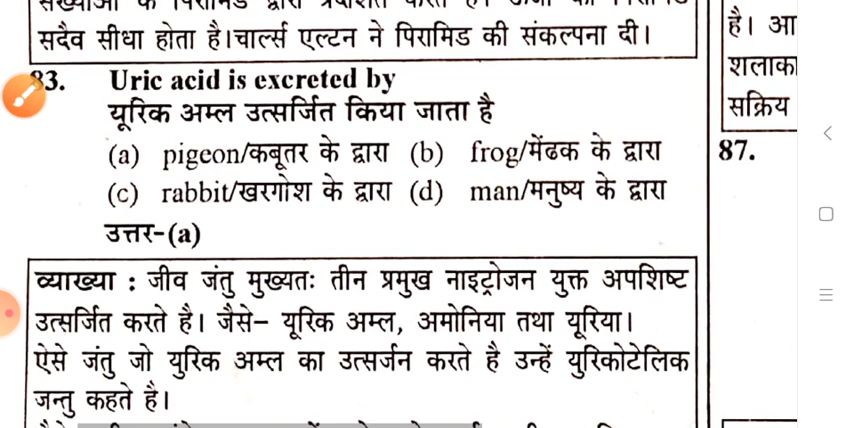 सदैव सीधा होता है।चार्ल्स एल्टन ने पिरामिड की संकल्पना दी।
83. Uric acid is excreted by
यूरिक अम्ल उत्सर्जित किया जाता है
(a) pigeon/कबूतर के द्वारा (b) frog/मेंढक के द्वारा
(c) rabbit/खरगोश के द्वारा (d) man/मनुष्य के द्वारा
उत्तर–(a)
व्याख्या : जीव जंतु मुख्यतः तीन प्रमुख नाइट्रोजन युक्त अपशिष्ट
उत्सर्जित करते है। जैसे– यूरिक अम्ल, अमोनिया तथा यूरिया।
ऐसे जंतु जो युरिक अम्ल का उत्सर्जन करते है उन्हें युरिकोटेलिक
जन्तु कहते है।
है। आ
शलाका
सक्रिय
87.